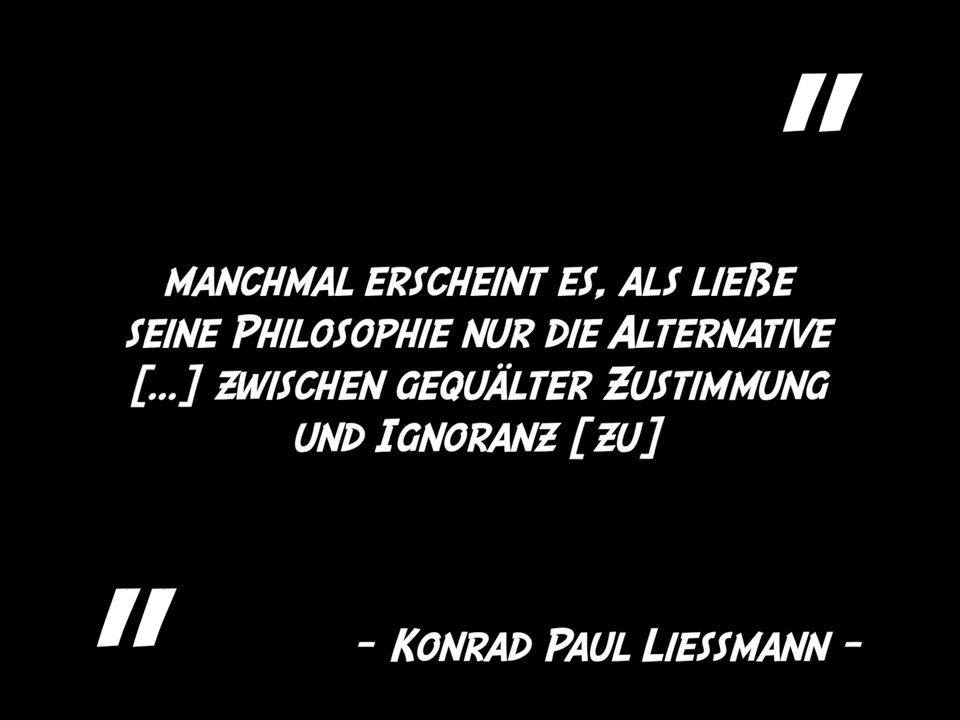 "
manchmal erscheint es, als ließe
seine Philosophie nur die Alternative
[...] zwischen gequälter Zustimmung
und Ignoranz [zu]
"
- Konrad Paul Liessmann -